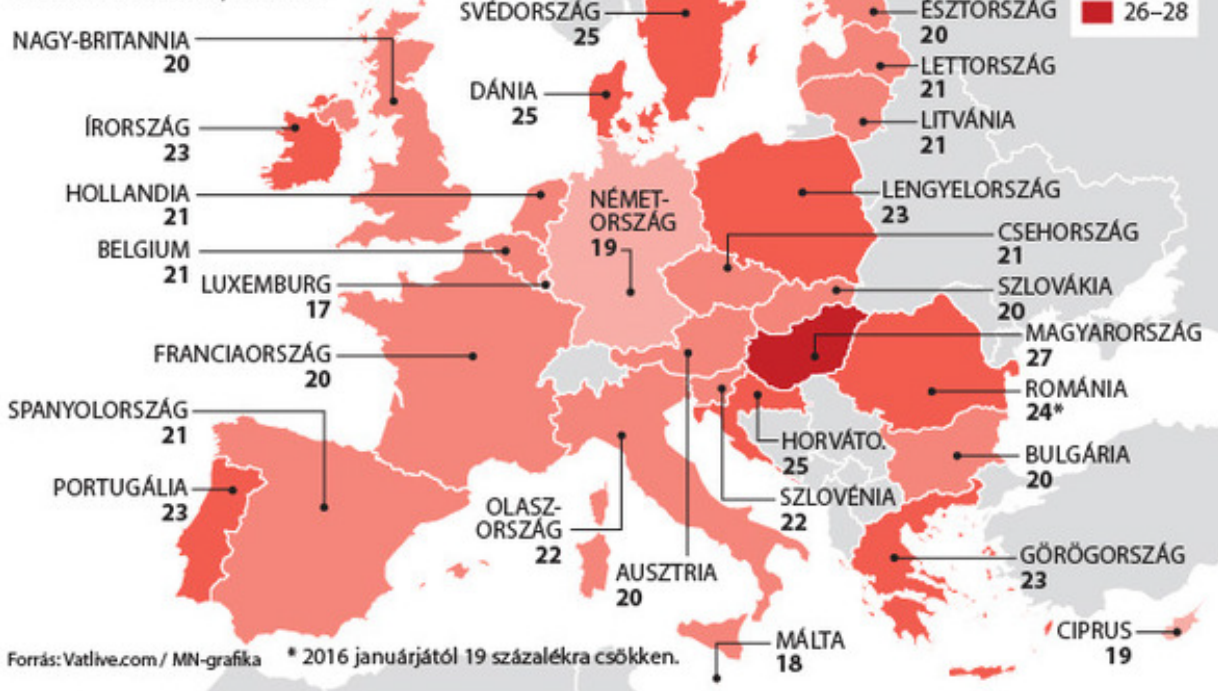 SVÉDORSZÁG
25
ÉSZTORSZÁG
20
26–28
NAGY-BRITANNIA
20
LETTORSZÁG
21
DÁNIA
25
LITVÁNIA
21
ÍRORSZÁG
23
HOLLANDIA
21
NÉMET-
ORSZÁG
19
LENGYELORSZÁG
23
BELGIUM
21
CSEHORSZÁG
21
LUXEMBURG
17
SZLOVÁKIA
20
FRANCIAORSZÁG
20
MAGYARORSZÁG
27
ROMÁNIA
24*
SPANYOLORSZÁG
21
HORVÁTO.
25
BULGÁRIA
20
PORTUGÁLIA
23
OLASZ-
ORSZÁG
22
SZLOVÉNIA
22
AUSZTRIA
20
GÖRÖGORSZÁG
23
MÁLTA
18
CIPRUS
19
Forrás: Vatlive.com / MN-grafika
* 2016 januárjától 19 százalékra csökken.